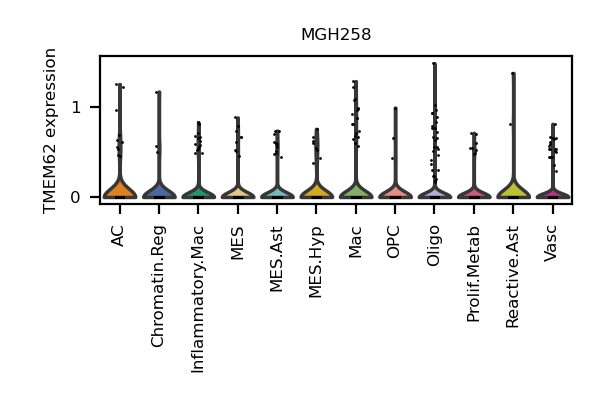 MGH258
TMEM62 expression
1
0
AC
Chromatin.Reg
Inflammatory.Mac
MES
MES.Ast
MES.Hyp
Mac
OPC
Oligo
Prolif.Metab
Reactive.Ast
Vasc